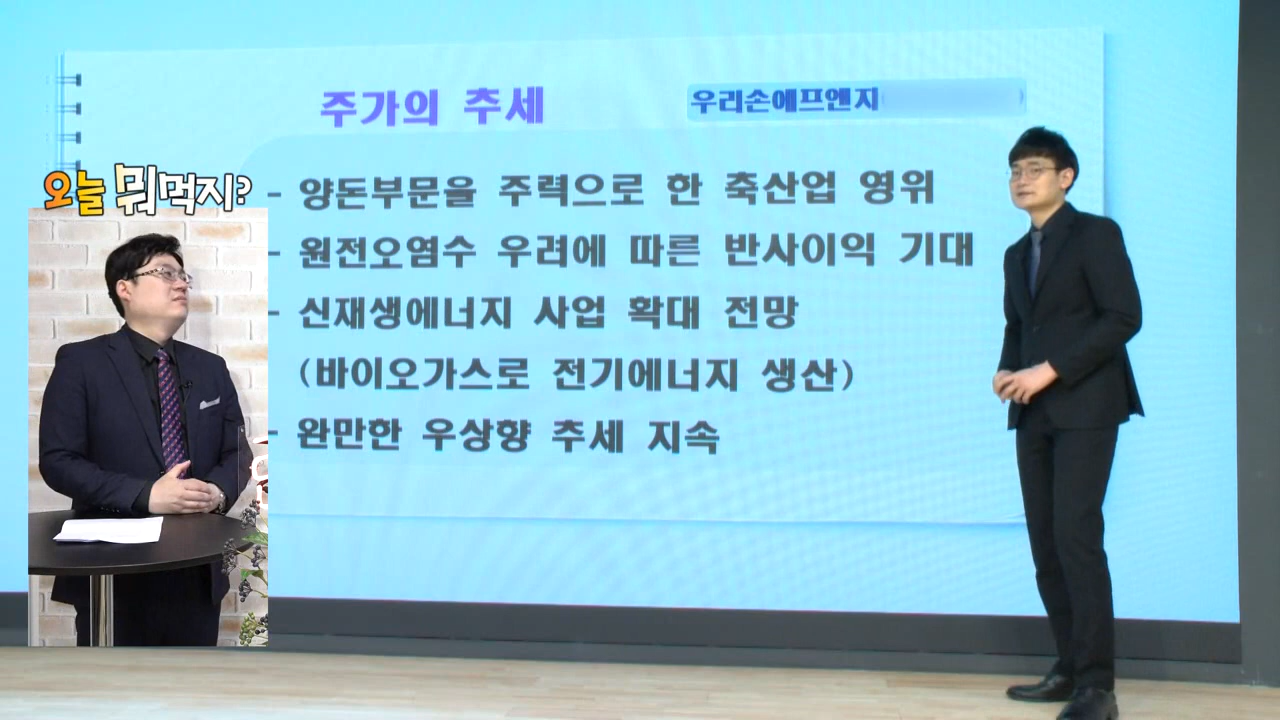 주가의 추세
우리손에프앤지
오늘 뭐먹지?
- 양돈부문을 주력으로 한 축산업 영위
- 원전오염수 우려에 따른 반사이익 기대
- 신재생에너지 사업 확대 전망
(바이오가스로 전기에너지 생산)
- 완만한 우상향 추세 지속